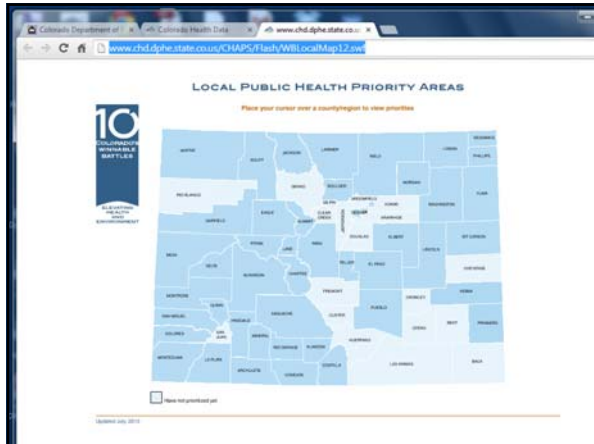 Colorado Department of
Colorado Health Data
www.chd.dphe.state.co.us
www.chd.dphe.state.co.us/CHAPS/Flash/WBLocalMap12.swf
LOCAL PUBLIC HEALTH PRIORITY AREAS
Place your cursor over a county/region to view priorities
10
COLORADO'S
WINNABLE
BATTLES
ELEVATING
HEALTH
AND
ENVIRONMENT
MOFFAT
ROUTT
JACKSON
LARIMER
WELD
LOGAN
SEDGWICK
PHILLIPS
RIO BLANCO
GRAND
BOULDER
MORGAN
YUMA
WASHINGTON
GILPIN
BROOMFIELD
ADAMS
GARFIELD
EAGLE
SUMMIT
CLEAR
CREEK
JEFFERSON
DENVER
ARAPAHOE
DOUGLAS
ELBERT
KIT CARSON
PITKIN
LAKE
PARK
LINCOLN
MESA
DELTA
GUNNISON
CHAFFEE
TELLER
EL PASO
CHEYENNE
MONTROSE
FREMONT
KIOWA
OURAY
SAGUACHE
CUSTER
PUEBLO
CROWLEY
SAN MIGUEL
HINSDALE
OTERO
BENT
PROWERS
DOLORES
SAN
JUAN
MINERAL
RIO GRANDE
ALAMOSA
HUERFANO
MONTEZUMA
LA PLATA
ARCHULETA
CONEJOS
COSTILLA
LAS ANIMAS
BACA
Have not prioritized yet
Updated July 2013